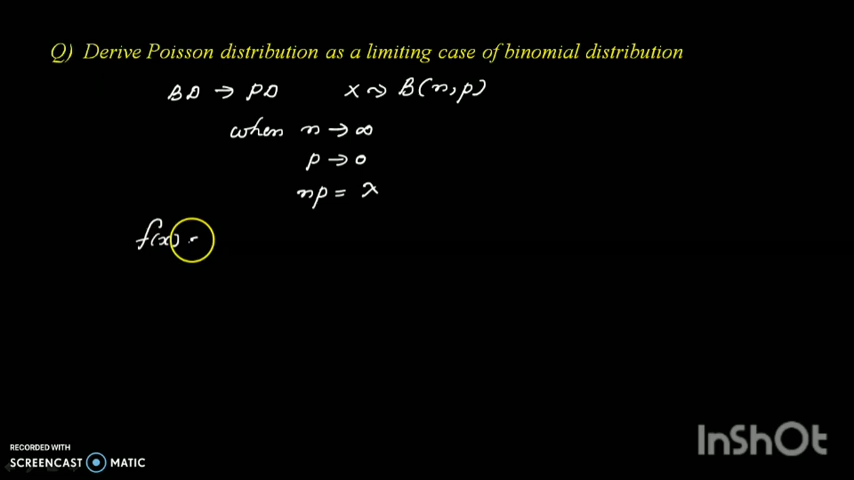 Q) Derive Poisson distribution as a limiting case of binomial distribution
BD → PD X ~> B(n, p)
when n → ∞
p → 0
np = λ
f(x) =
RECORDED WITH
SCREENCAST MATIC
InShOt